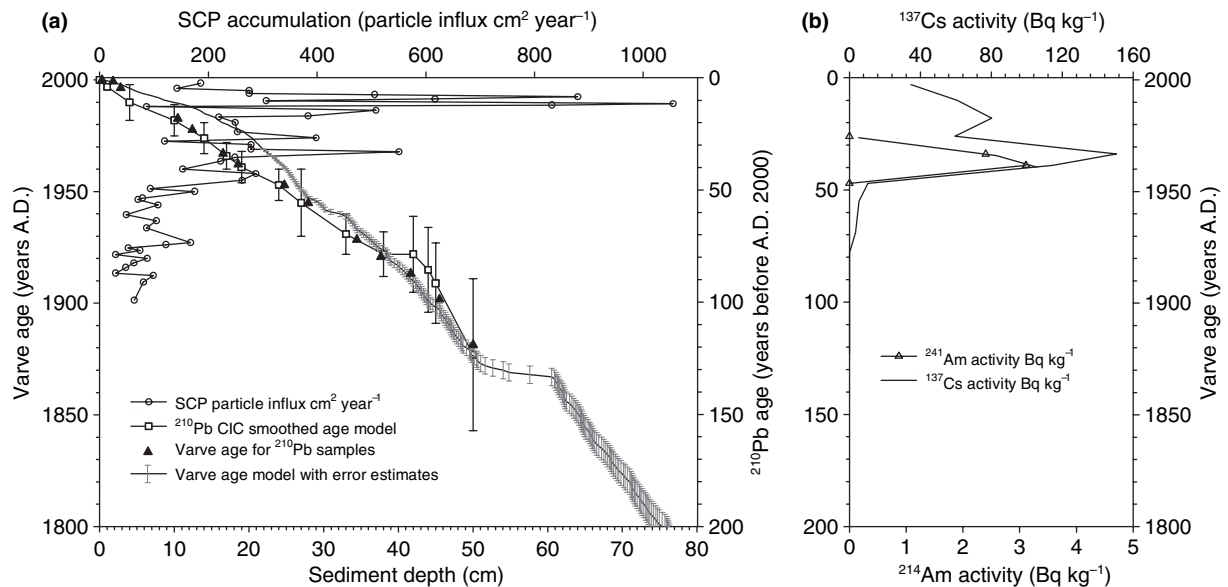 (a) SCP accumulation (particle influx cm² year⁻¹)
0 200 400 600 800 1000
Varve age (years A.D.)
2000
1950
1900
1850
1800
0
50
100
150
200
²¹⁰Pb age (years before A.D. 2000)
SCP particle influx cm² year⁻¹
²¹⁰Pb CIC smoothed age model
Varve age for ²¹⁰Pb samples
Varve age model with error estimates
0 10 20 30 40 50 60 70 80
Sediment depth (cm)
(b) ¹³⁷Cs activity (Bq kg⁻¹)
0 40 80 120 150
0
50
100
150
200
2000
1950
1900
1850
1800
Varve age (years A.D.)
²⁴¹Am activity Bq kg⁻¹
¹³⁷Cs activity Bq kg⁻¹
0 1 2 3 4 5
²¹⁴Am activity (Bq kg⁻¹)